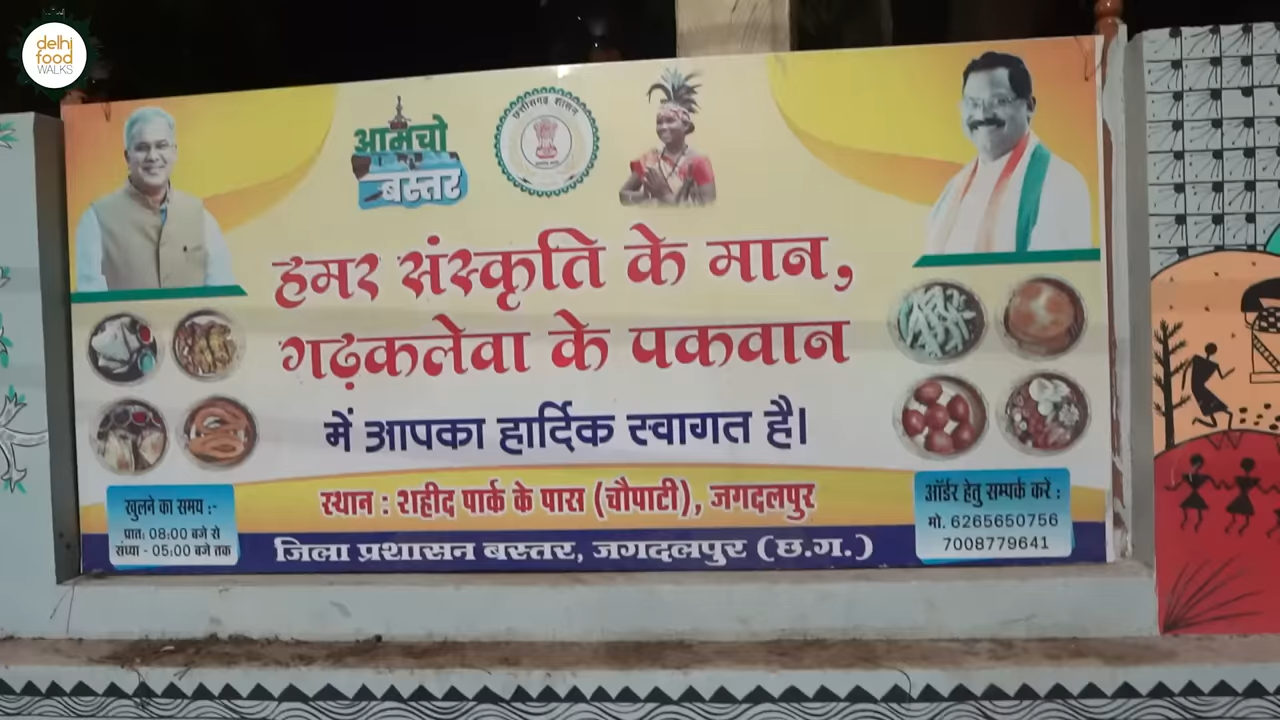 delhi
food
WALKS
आमचो
बस्तर
छत्तीसगढ़ शासन
हमर संस्कृति के मान,
गढ़कलेवा के पकवान
में आपका हार्दिक स्वागत है।
स्थान : शहीद पार्क के पास (चौपाटी), जगदलपुर
जिला प्रशासन बस्तर, जगदलपुर (छ.ग.)
खुलने का समय :-
प्रातः 08:00 बजे से
संध्या - 05:00 बजे तक
ऑर्डर हेतु सम्पर्क करें :
मो. 6265650756
7008779641